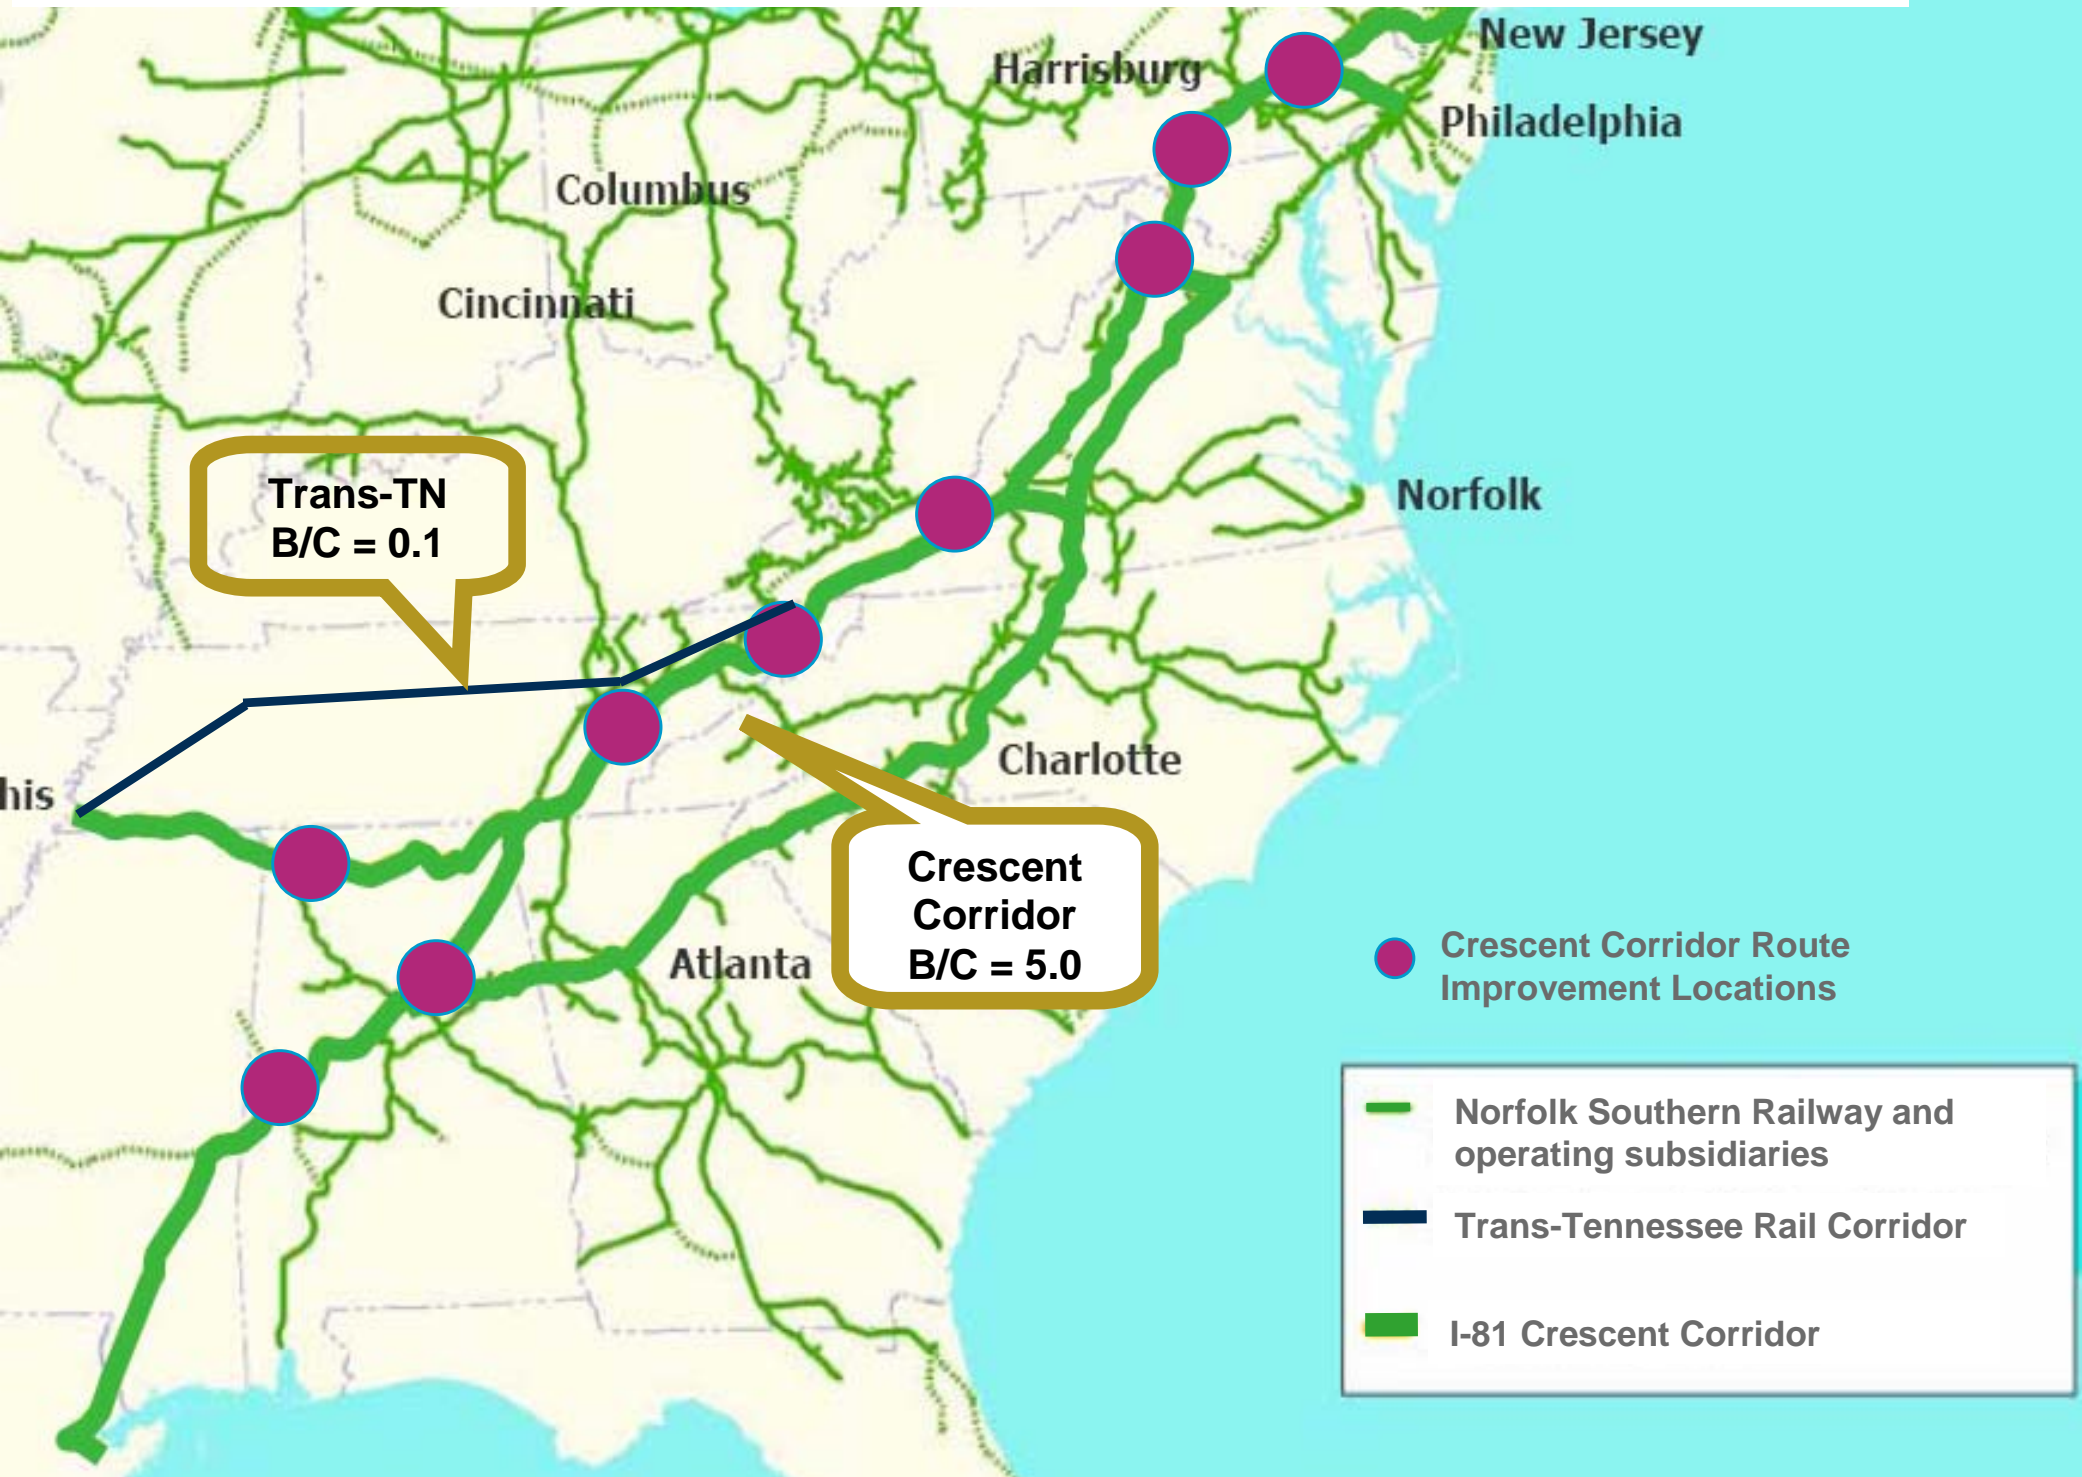 New Jersey
Harrisburg
Philadelphia
Columbus
Cincinnati
Trans-TN
B/C = 0.1
Norfolk
Charlotte
his
Crescent
Corridor
B/C = 5.0
Atlanta
Crescent Corridor Route
Improvement Locations
Norfolk Southern Railway and
operating subsidiaries
Trans-Tennessee Rail Corridor
I-81 Crescent Corridor